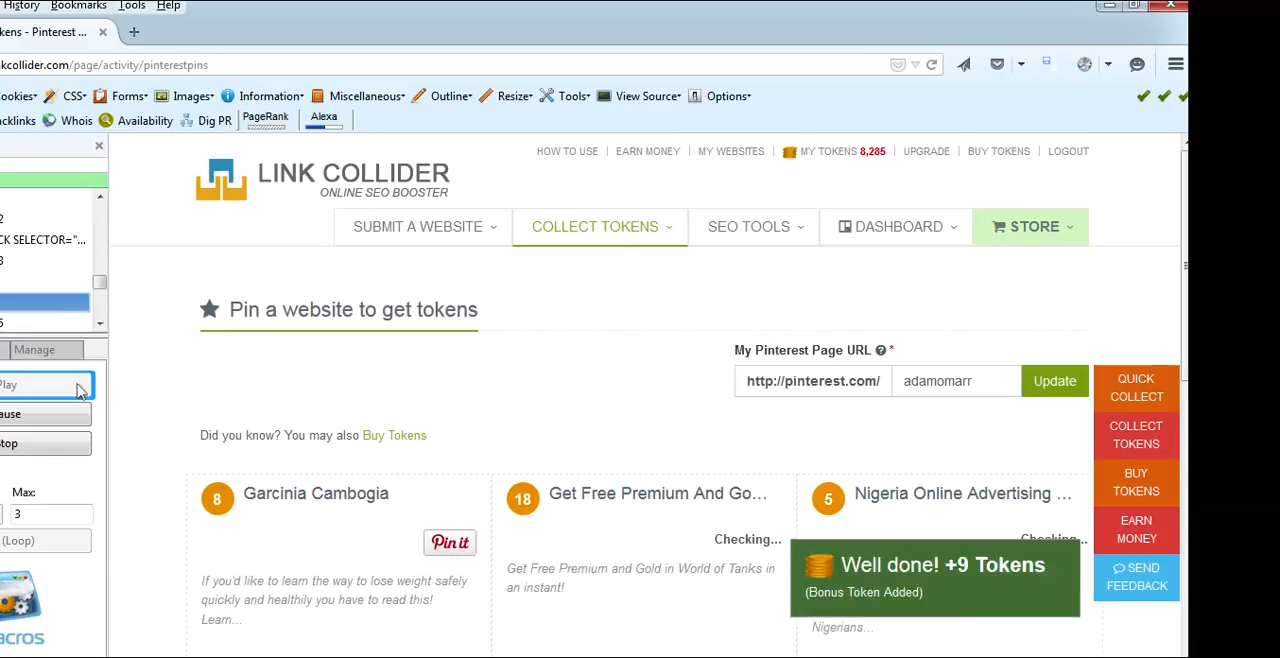 History Bookmarks Tools Help
kens - Pinterest ...
kcollider.com/page/activity/pinterestpins
ookies CSS Forms Images Information Miscellaneous Outline Resize Tools View Source Options
acklinks Whois Availability Dig PR PageRank Alexa
HOW TO USE EARN MONEY MY WEBSITES MY TOKENS 8,285 UPGRADE BUY TOKENS LOGOUT
LINK COLLIDER
ONLINE SEO BOOSTER
2
CK SELECTOR="...
3
5
SUBMIT A WEBSITE COLLECT TOKENS SEO TOOLS DASHBOARD STORE
Pin a website to get tokens
Manage
Play
ause
top
Max:
3
(Loop)
acros
My Pinterest Page URL *
http://pinterest.com/ adamomarr Update
Did you know? You may also Buy Tokens
QUICK
COLLECT
COLLECT
TOKENS
BUY
TOKENS
EARN
MONEY
SEND
FEEDBACK
8 Garcinia Cambogia
Pin it
If you'd like to learn the way to lose weight safely
quickly and healthily you have to read this!
Learn...
18 Get Free Premium And Go...
Checking...
Get Free Premium and Gold in World of Tanks in
an instant!
5 Nigeria Online Advertising ...
Checking...
Well done! +9 Tokens
(Bonus Token Added)
Nigerians...